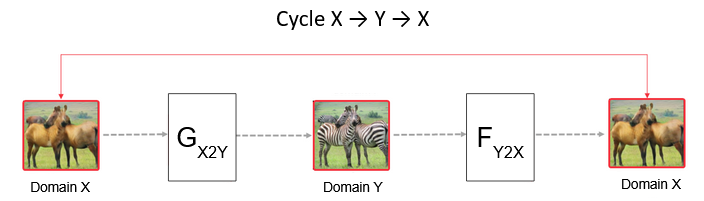 Cycle X → Y → X
G X2Y
F Y2X
Domain X
Domain Y
Domain X